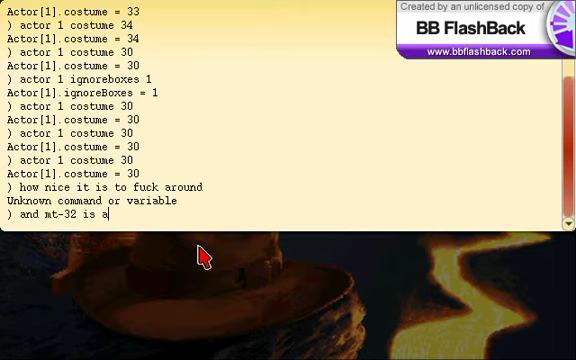 Actor[1].costume = 33
) actor 1 costume 34
Actor[1].costume = 34
) actor 1 costume 30
Actor[1].costume = 30
) actor 1 ignoreboxes 1
Actor[1].ignoreBoxes = 1
) actor 1 costume 30
Actor[1].costume = 30
) actor 1 costume 30
Actor[1].costume = 30
) actor 1 costume 30
Actor[1].costume = 30
) how nice it is to fuck around
Unknown command or variable
) and mt-32 is a
Created by an unlicensed copy of
BB FlashBack
www.bbflashback.com